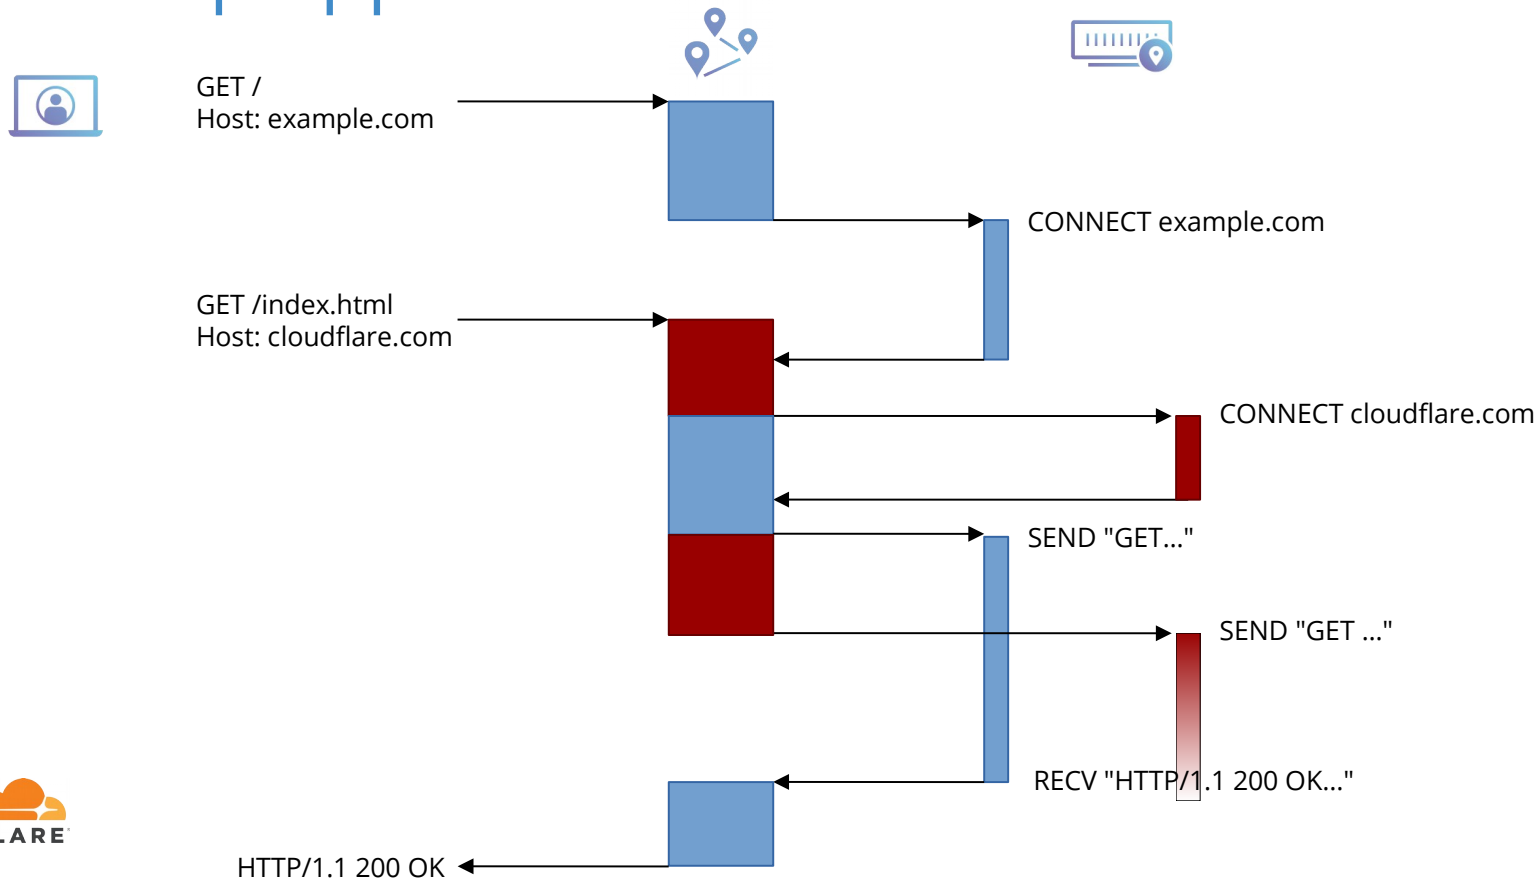 GET /
Host: example.com
CONNECT example.com
GET /index.html
Host: cloudflare.com
CONNECT cloudflare.com
SEND "GET..."
SEND "GET ..."
RECV "HTTP/1.1 200 OK..."
LARE
HTTP/1.1 200 OK